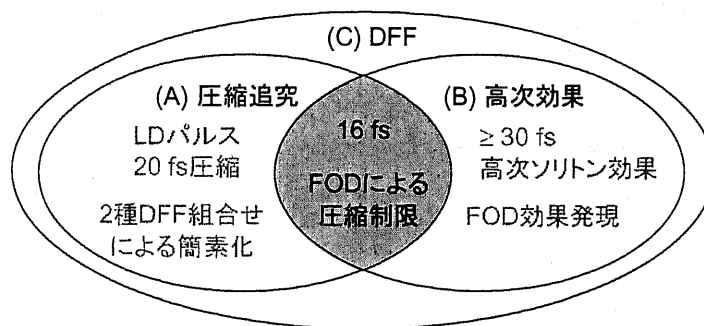 (C) DFF
(A) 圧縮追究
LDパルス
20 fs圧縮
2種DFF組合せ
による簡素化
16 fs
FODによる
圧縮制限
(B) 高次効果
≥ 30 fs
高次ソリトン効果
FOD効果発現